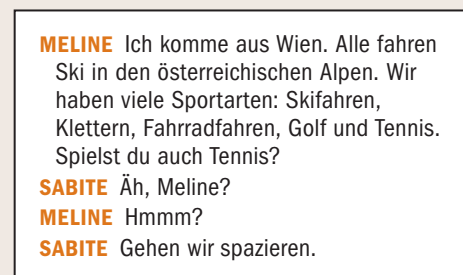 MELINE Ich komme aus Wien. Alle fahren
Ski in den österreichischen Alpen. Wir
haben viele Sportarten: Skifahren,
Klettern, Fahrradfahren, Golf und Tennis.
Spielst du auch Tennis?
SABITE Äh, Meline?
MELINE Hmmm?
SABITE Gehen wir spazieren.